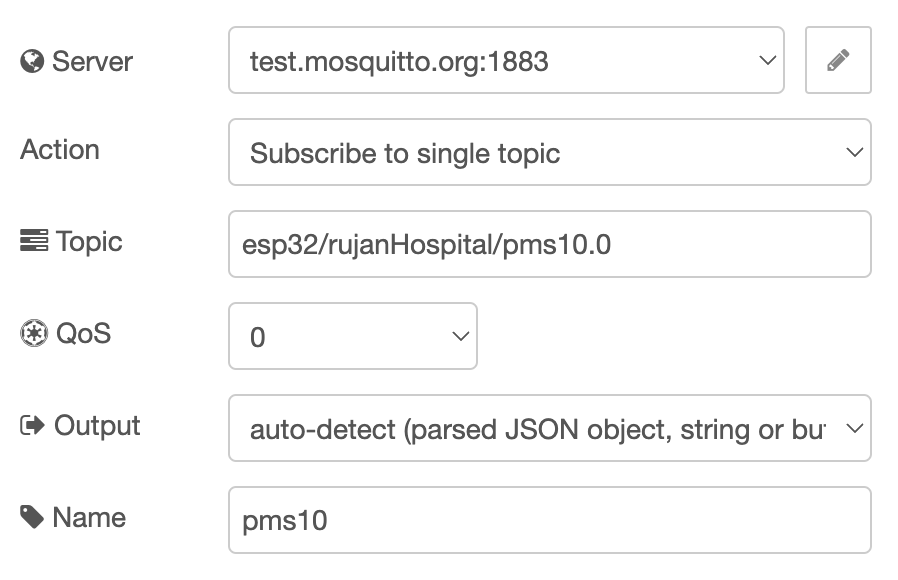 Server test.mosquitto.org:1883
Action Subscribe to single topic
Topic esp32/rujanHospital/pms10.0
QoS 0
Output auto-detect (parsed JSON object, string or bu
Name pms10